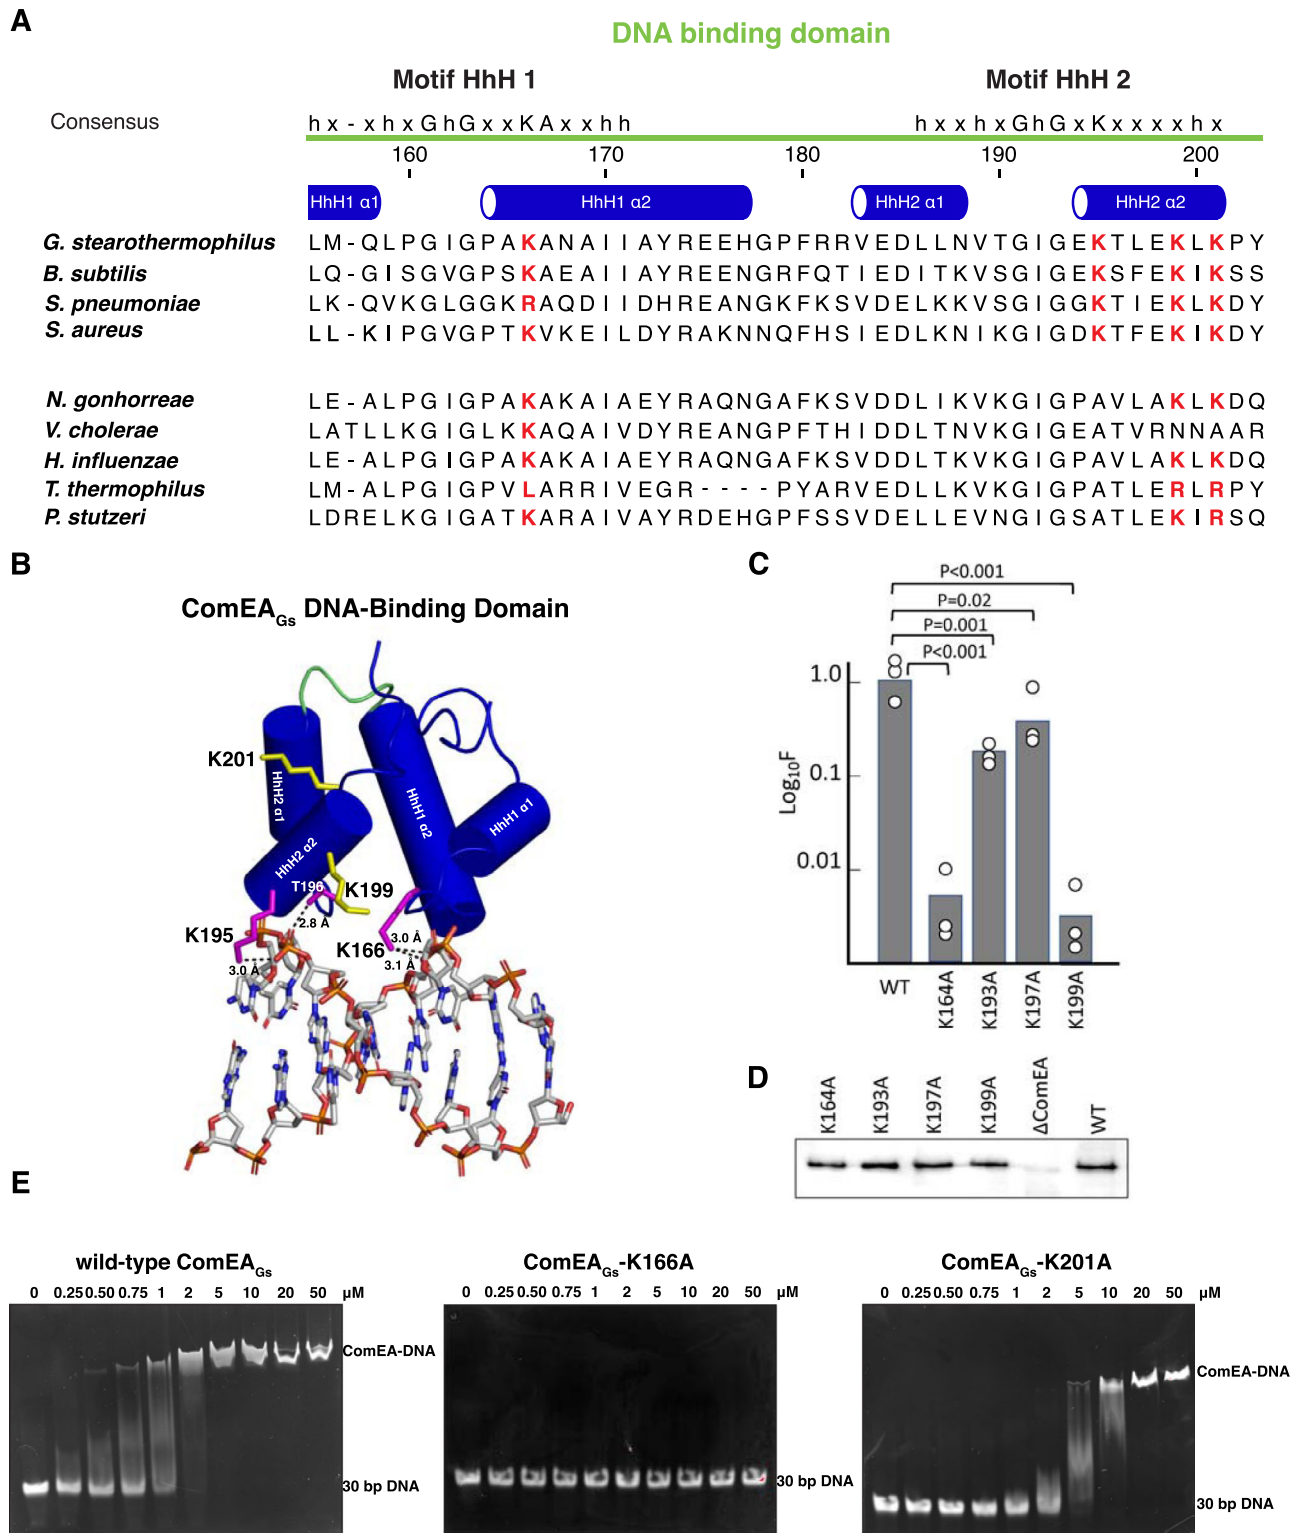 A
DNA binding domain
Motif HhH 1
Motif HhH 2
Consensus
h x - x h x G h G x x K A x x h h
h x x h x G h G x K x x x x h x
160
170
180
190
200
HhH1 α1
HhH1 α2
HhH2 α1
HhH2 α2
G. stearothermophilus L M - Q L P G I G P A K A N A I I A Y R E E H G P F R R V E D L L N V T G I G E K T L E K L K P Y
B. subtilis L Q - G I S G V G P S K A E A I I A Y R E E N G R F Q T I E D I T K V S G I G E K S F E K I K S S
S. pneumoniae L K - Q V K G L G G K R A Q D I I D H R E A N G K F K S V D E L K K V S G I G G K T I E K L K D Y
S. aureus L L - K I P G V G P T K V K E I L D Y R A K N N Q F H S I E D L K N I K G I G D K T F E K I K D Y
N. gonhorreae L E - A L P G I G P A K A K A I A E Y R A Q N G A F K S V D D L I K V K G I G P A V L A K L K D Q
V. cholerae L A T L L K G I G L K K A Q A I V D Y R E A N G P F T H I D D L T N V K G I G E A T V R N N A A R
H. influenzae L E - A L P G I G P A K A K A I A E Y R A Q N G A F K S V D D L T K V K G I G P A V L A K L K D Q
T. thermophilus L M - A L P G I G P V L A R R I V E G R - - - - P Y A R V E D L L K V K G I G P A T L E R L R P Y
P. stutzeri L D R E L K G I G A T K A R A I V A Y R D E H G P F S S V D E L L E V N G I G S A T L E K I R S Q
B
ComEAGs DNA-Binding Domain
K201
HhH2 α1
HhH1 α2
HhH1 α1
HhH2 α2
T196
K199
2.8 Å
K195
K166
3.0 Å
3.0 Å
3.1 Å
C
P<0.001
P=0.02
P=0.001
P<0.001
1.0
0.1
0.01
Log10F
WT
K164A
K193A
K197A
K199A
D
K164A
K193A
K197A
K199A
ΔComEA
WT
E
wild-type ComEAGs
0 0.25 0.50 0.75 1 2 5 10 20 50 µM
ComEA-DNA
30 bp DNA
ComEAGs-K166A
0 0.25 0.50 0.75 1 2 5 10 20 50 µM
30 bp DNA
ComEAGs-K201A
0 0.25 0.50 0.75 1 2 5 10 20 50 µM
ComEA-DNA
30 bp DNA